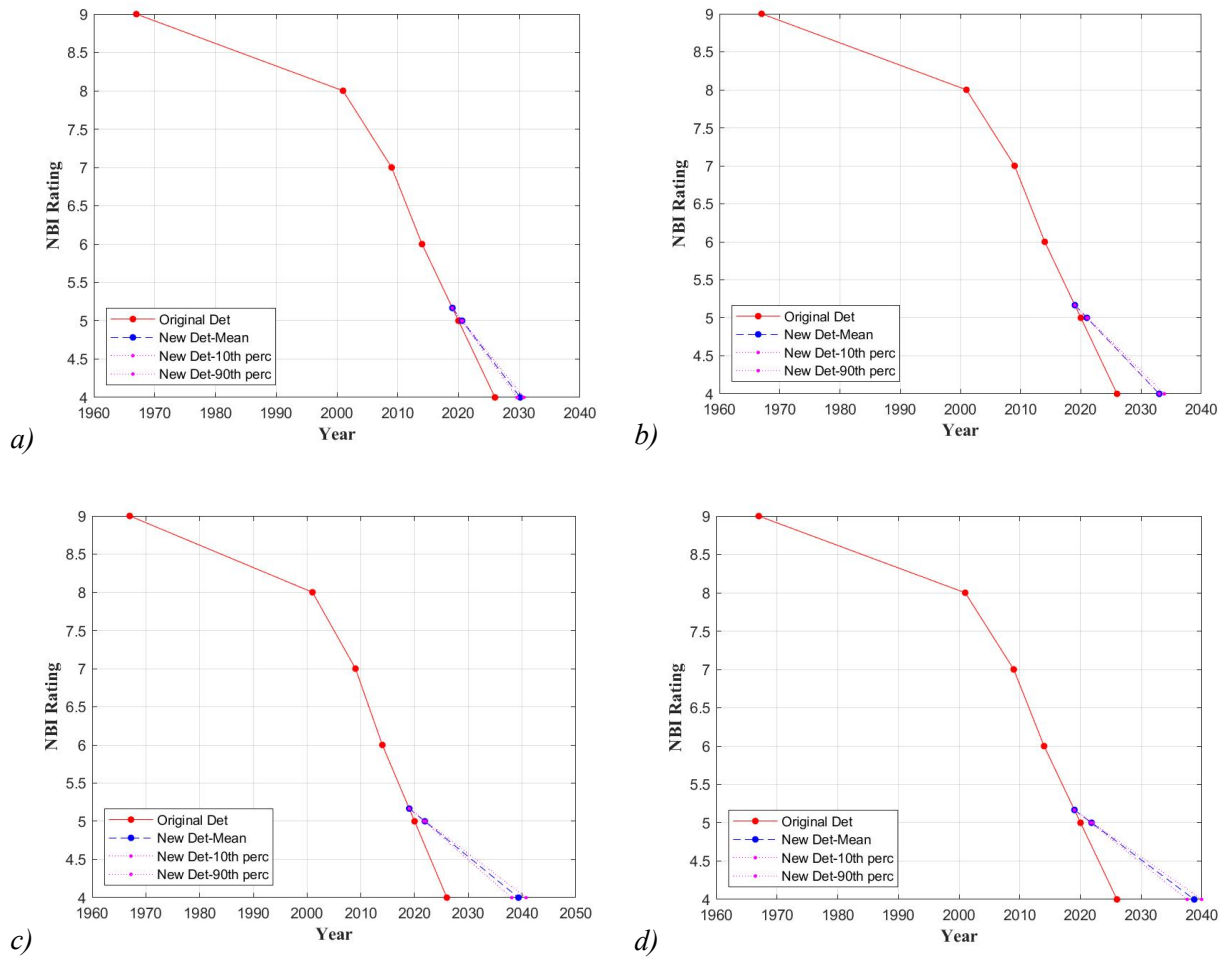 9
8.5
8
7.5
7
6.5
6
5.5
5
4.5
4
NBI Rating
Original Det
New Det-Mean
New Det-10th perc
New Det-90th perc
1960 1970 1980 1990 2000 2010 2020 2030 2040
Year
a)
9
8.5
8
7.5
7
6.5
6
5.5
5
4.5
4
NBI Rating
Original Det
New Det-Mean
New Det-10th perc
New Det-90th perc
1960 1970 1980 1990 2000 2010 2020 2030 2040
Year
b)
9
8.5
8
7.5
7
6.5
6
5.5
5
4.5
4
NBI Rating
Original Det
New Det-Mean
New Det-10th perc
New Det-90th perc
1960 1970 1980 1990 2000 2010 2020 2030 2040 2050
Year
c)
9
8.5
8
7.5
7
6.5
6
5.5
5
4.5
4
NBI Rating
Original Det
New Det-Mean
New Det-10th perc
New Det-90th perc
1960 1970 1980 1990 2000 2010 2020 2030 2040
Year
d)